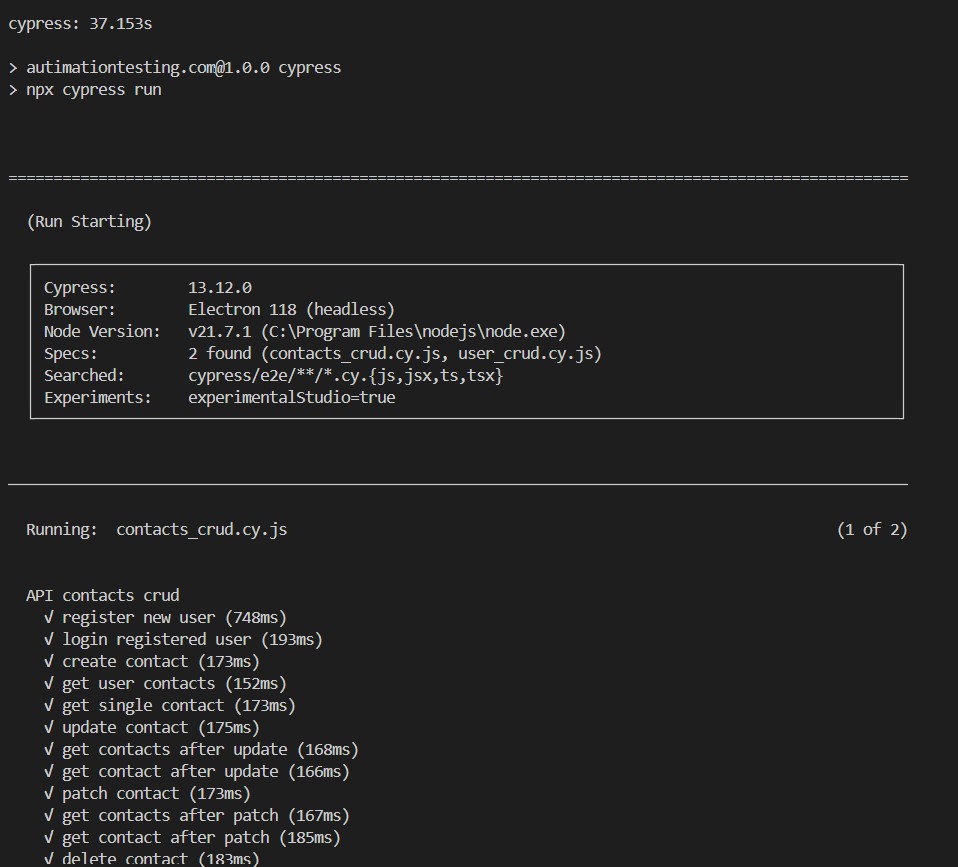 cypress: 37.153s
> autimationtesting.com@1.0.0 cypress
> npx cypress run
====================================================================================================
(Run Starting)
Cypress: 13.12.0
Browser: Electron 118 (headless)
Node Version: v21.7.1 (C:\Program Files\nodejs\node.exe)
Specs: 2 found (contacts_crud.cy.js, user_crud.cy.js)
Searched: cypress/e2e/**/*.cy.{js,jsx,ts,tsx}
Experiments: experimentalStudio=true
Running: contacts_crud.cy.js (1 of 2)
API contacts crud
√ register new user (748ms)
√ login registered user (193ms)
√ create contact (173ms)
√ get user contacts (152ms)
√ get single contact (173ms)
√ update contact (175ms)
√ get contacts after update (168ms)
√ get contact after update (166ms)
√ patch contact (173ms)
√ get contacts after patch (167ms)
√ get contact after patch (185ms)
√ delete contact (183ms)